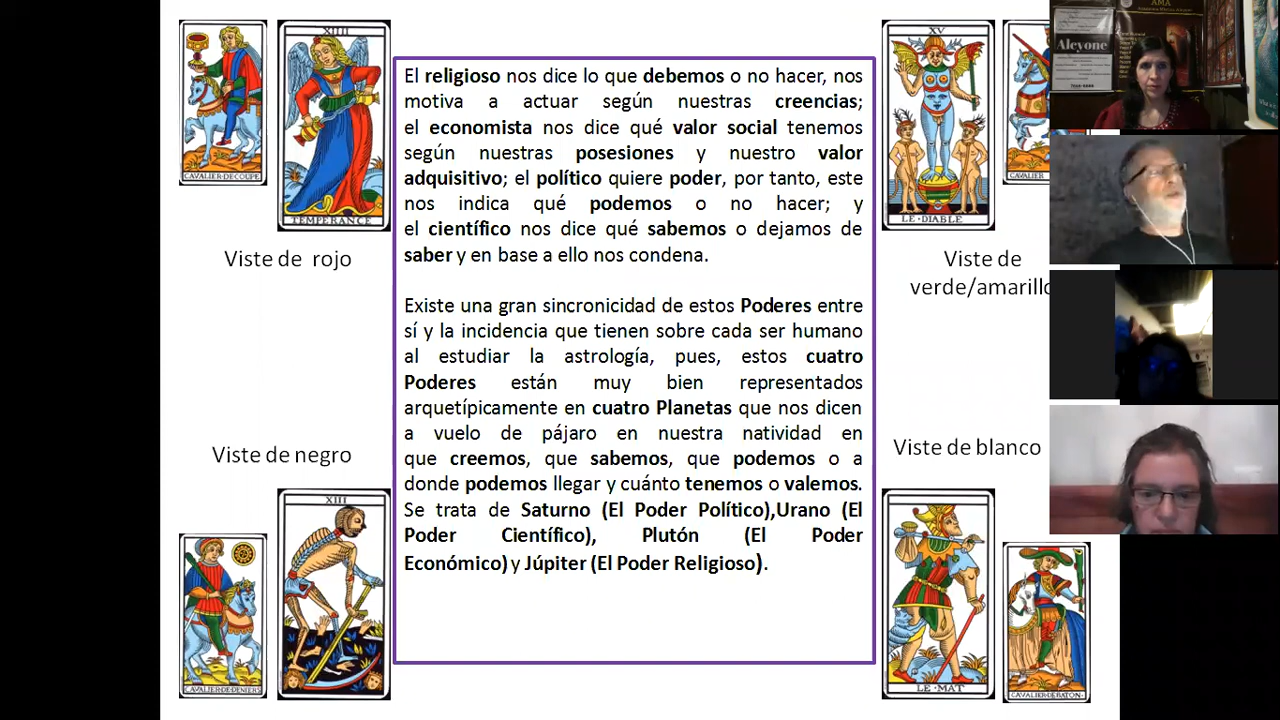 XIIII
XV
AMA
Alcyone
CAVALIER·DE·COUPE
TEMPERANCE
LE·DIABLE
CAVALIER
El religioso nos dice lo que debemos o no hacer, nos
motiva a actuar según nuestras creencias;
el economista nos dice qué valor social tenemos
según nuestras posesiones y nuestro valor
adquisitivo; el político quiere poder, por tanto, este
nos indica qué podemos o no hacer; y
el científico nos dice qué sabemos o dejamos de
saber y en base a ello nos condena.
Existe una gran sincronicidad de estos Poderes entre
sí y la incidencia que tienen sobre cada ser humano
al estudiar la astrología, pues, estos cuatro
Poderes están muy bien representados
arquetípicamente en cuatro Planetas que nos dicen
a vuelo de pájaro en nuestra natividad en
que creemos, que sabemos, que podemos o a
donde podemos llegar y cuánto tenemos o valemos.
Se trata de Saturno (El Poder Político),Urano (El
Poder Científico), Plutón (El Poder
Económico) y Júpiter (El Poder Religioso).
Viste de rojo
Viste de
verde/amarillo
Viste de negro
Viste de blanco
XIII
CAVALIER·DE·DENIERS
LE·MAT
CAVALIER·DE·BATON·